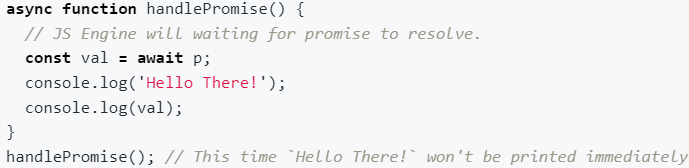 async function handlePromise() {
// JS Engine will waiting for promise to resolve.
const val = await p;
console.log('Hello There!');
console.log(val);
}
handlePromise(); // This time `Hello There!` won't be printed immediately